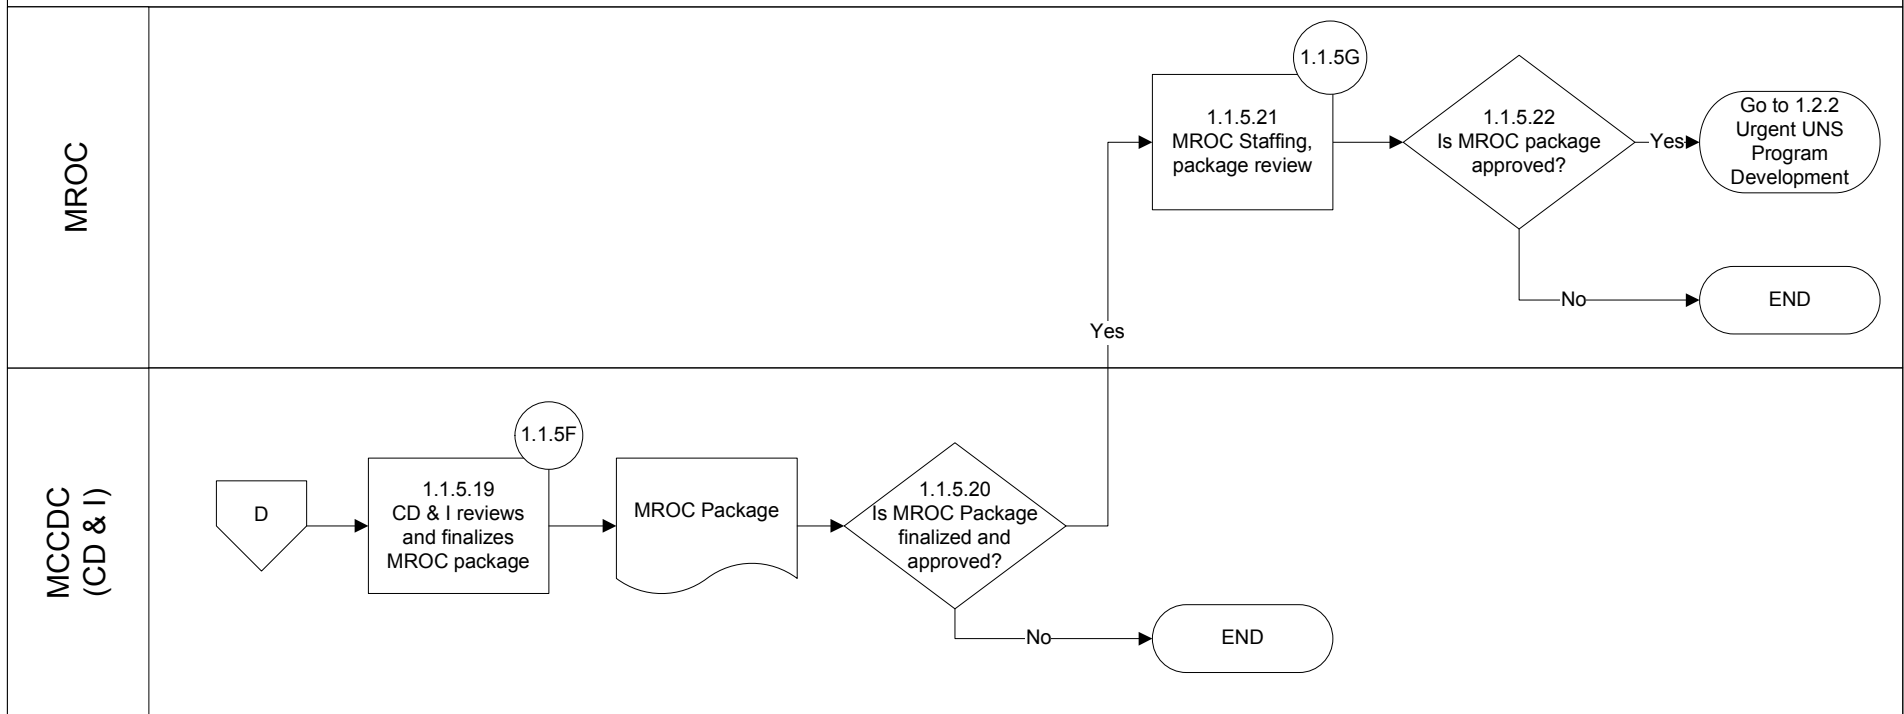 MROC
1.1.5G
1.1.5.21
MROC Staffing,
package review
1.1.5.22
Is MROC package
approved?
Yes
Go to 1.2.2
Urgent UNS
Program
Development
No
END
Yes
MCCDC
(CD & I)
D
1.1.5F
1.1.5.19
CD & I reviews
and finalizes
MROC package
MROC Package
1.1.5.20
Is MROC Package
finalized and
approved?
No
END